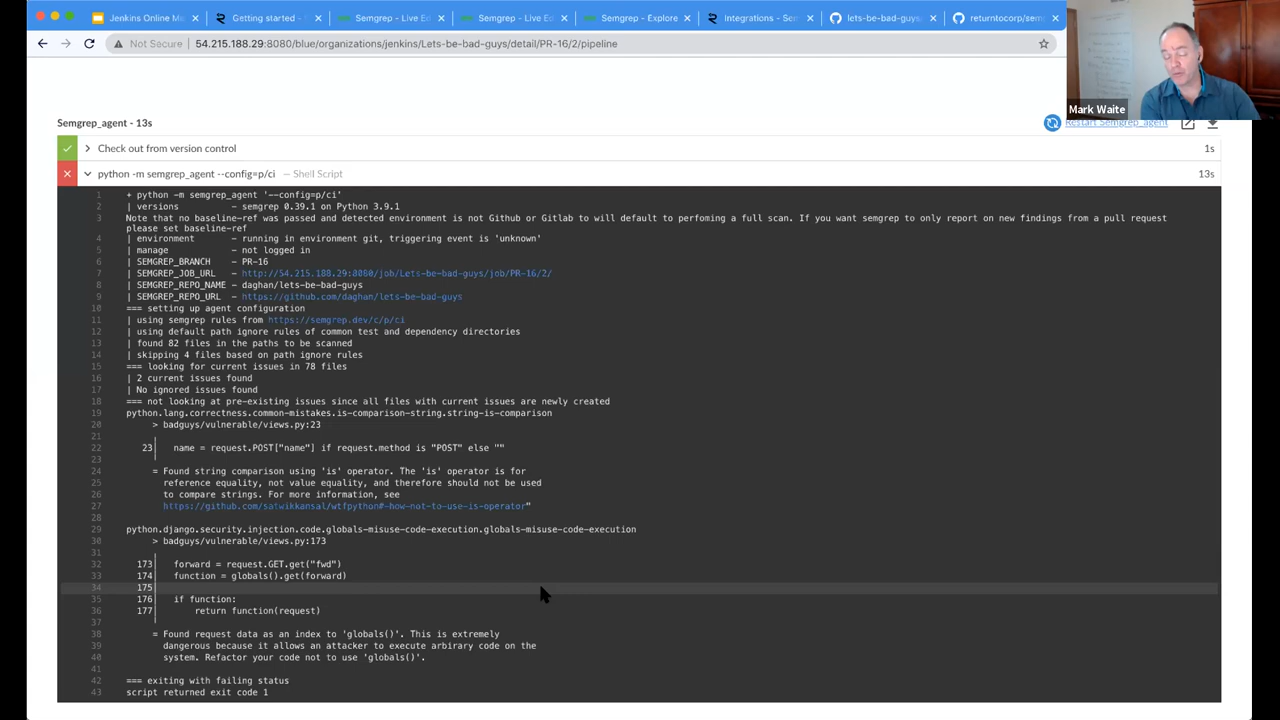 Jenkins Online Mi
Getting started -
Semgrep - Live Ed
Semgrep - Live Ed
Semgrep - Explore
Integrations - Sem
lets-be-bad-guys
returntocorp/sem
Not Secure
54.215.188.29:8080/blue/organizations/jenkins/Lets-be-bad-guys/detail/PR-16/2/pipeline
Mark Waite
Semgrep_agent - 13s
Restart Semgrep_agent
Check out from version control
1s
python -m semgrep_agent --config=p/ci — Shell Script
13s
1 + python -m semgrep_agent '--config=p/ci'
2 | versions - semgrep 0.39.1 on Python 3.9.1
3 Note that no baseline-ref was passed and detected environment is not Github or Gitlab to will default to perfoming a full scan. If you want semgrep to only report on new findings from a pull request
please set baseline-ref
4 | environment - running in environment git, triggering event is 'unknown'
5 | manage - not logged in
6 | SEMGREP_BRANCH - PR-16
7 | SEMGREP_JOB_URL - http://54.215.188.29:8080/job/Lets-be-bad-guys/job/PR-16/2/
8 | SEMGREP_REPO_NAME - daghan/lets-be-bad-guys
9 | SEMGREP_REPO_URL - https://github.com/daghan/lets-be-bad-guys
10 === setting up agent configuration
11 | using semgrep rules from https://semgrep.dev/c/p/ci
12 | using default path ignore rules of common test and dependency directories
13 | found 82 files in the paths to be scanned
14 | skipping 4 files based on path ignore rules
15 === looking for current issues in 78 files
16 | 2 current issues found
17 | No ignored issues found
18 === not looking at pre-existing issues since all files with current issues are newly created
19 python.lang.correctness.common-mistakes.is-comparison-string.string-is-comparison
20 > badguys/vulnerable/views.py:23
21
22 23| name = request.POST["name"] if request.method is "POST" else ""
23
24 = Found string comparison using 'is' operator. The 'is' operator is for
25 reference equality, not value equality, and therefore should not be used
26 to compare strings. For more information, see
27 https://github.com/satwikkansal/wtfpython#-how-not-to-use-is-operator"
28
29 python.django.security.injection.code.globals-misuse-code-execution.globals-misuse-code-execution
30 > badguys/vulnerable/views.py:173
31
32 173| forward = request.GET.get("fwd")
33 174| function = globals().get(forward)
34 175|
35 176| if function:
36 177| return function(request)
37
38 = Found request data as an index to 'globals()'. This is extremely
39 dangerous because it allows an attacker to execute arbirary code on the
40 system. Refactor your code not to use 'globals()'.
41
42 === exiting with failing status
43 script returned exit code 1